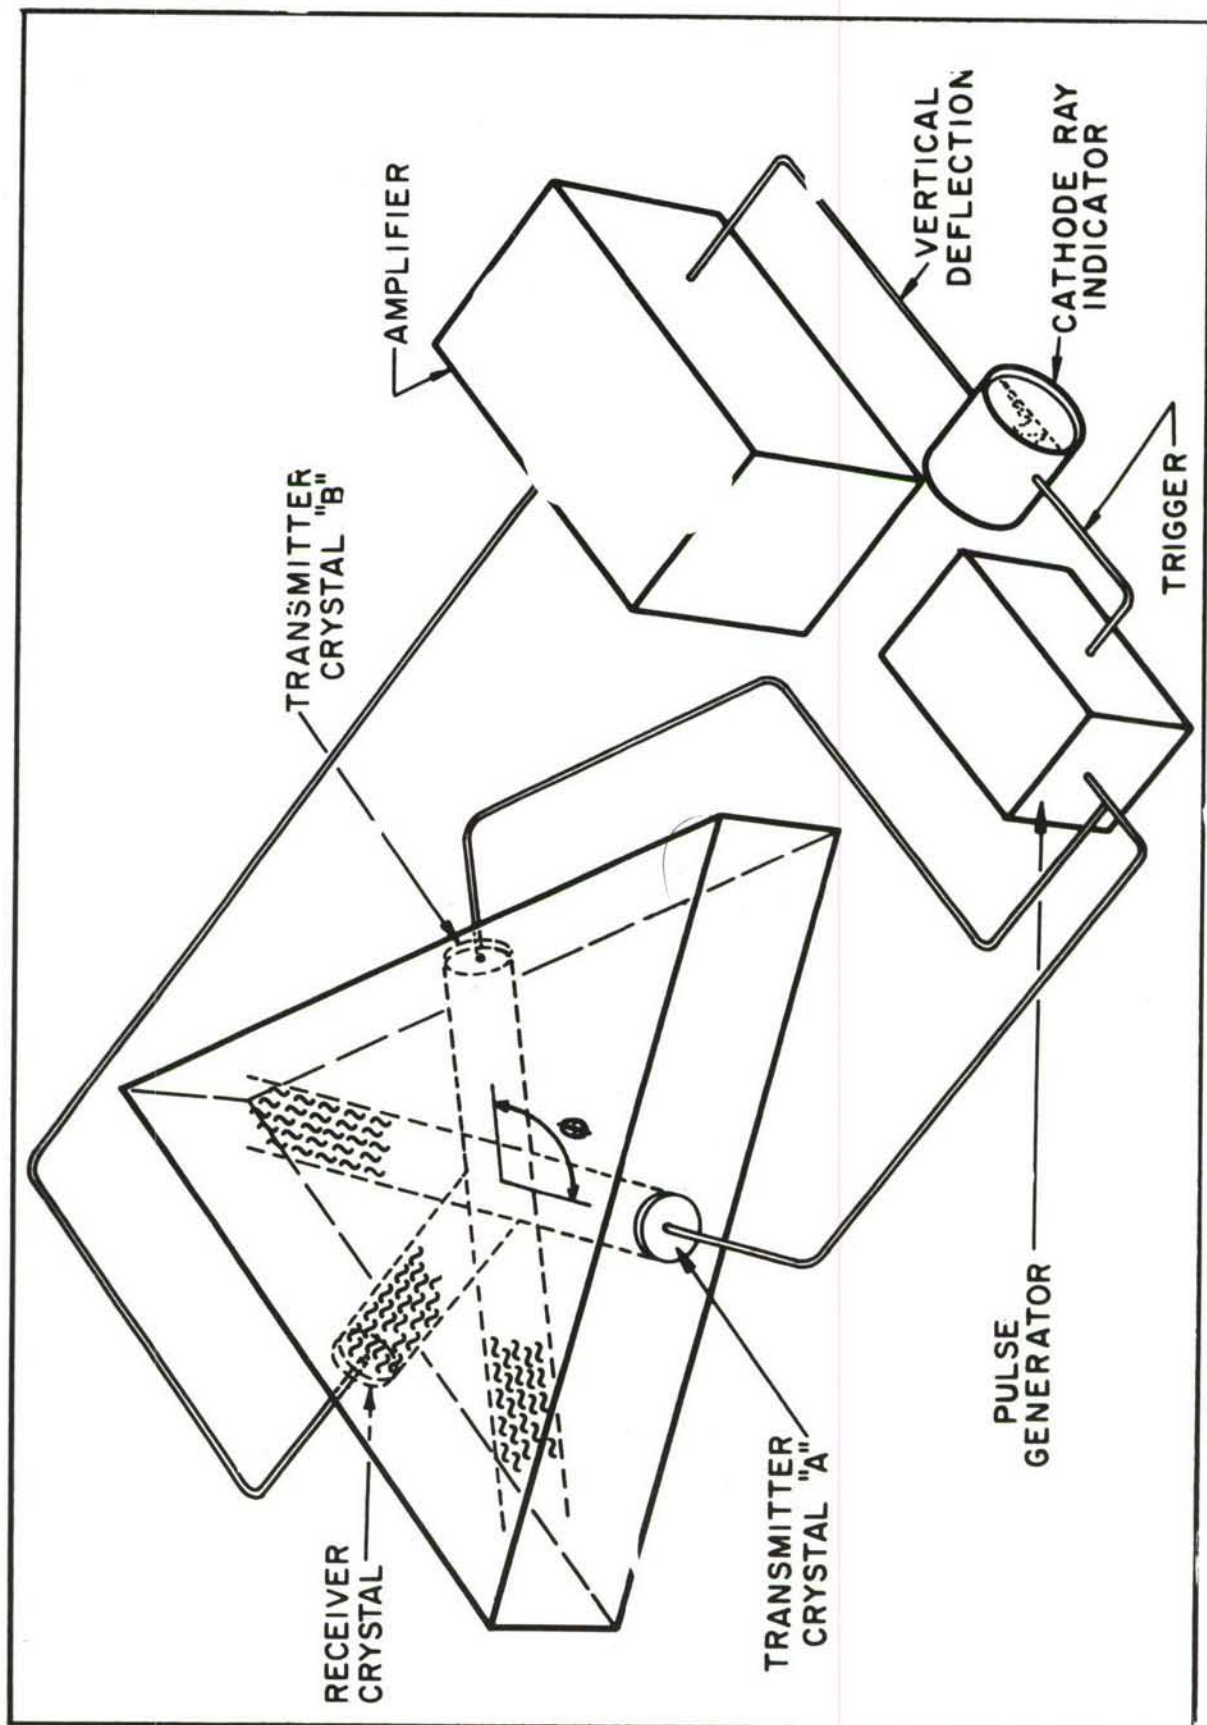 RECEIVER
CRYSTAL
TRANSMITTER
CRYSTAL "B"
AMPLIFIER
Φ
TRANSMITTER
CRYSTAL "A"
VERTICAL
DEFLECTION
PULSE
GENERATOR
CATHODE RAY
INDICATOR
TRIGGER